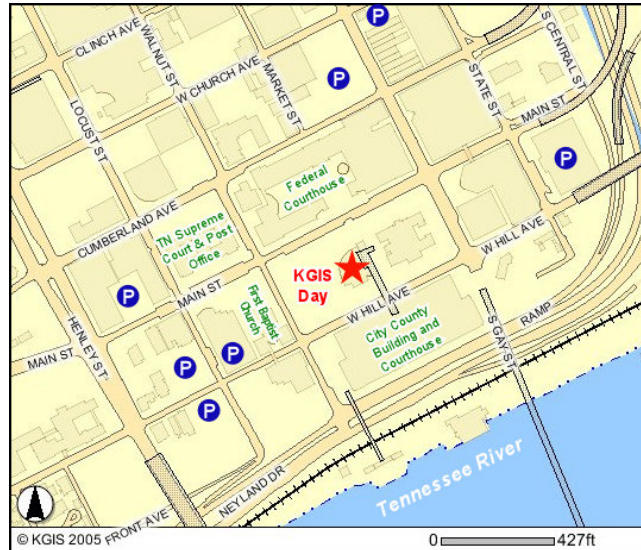 CLINCH AVE
WALNUT ST
P
P
S CENTRAL ST
W CHURCH AVE
MARKET ST
P
STATE ST
LOCUST ST
MAIN ST
P
Federal
Courthouse
CUMBERLAND AVE
TN Supreme
Court & Post
Office
W HILL AVE
KGIS
Day
P
MAIN ST
First Baptist
Church
W HILL AVE
City County
Building and
Courthouse
RAMP
S GAY ST
HENLEY ST
MAIN ST
P
P
P
NEYLAND DR
Tennessee River
FRONT AVE
© KGIS 2005
0 427ft